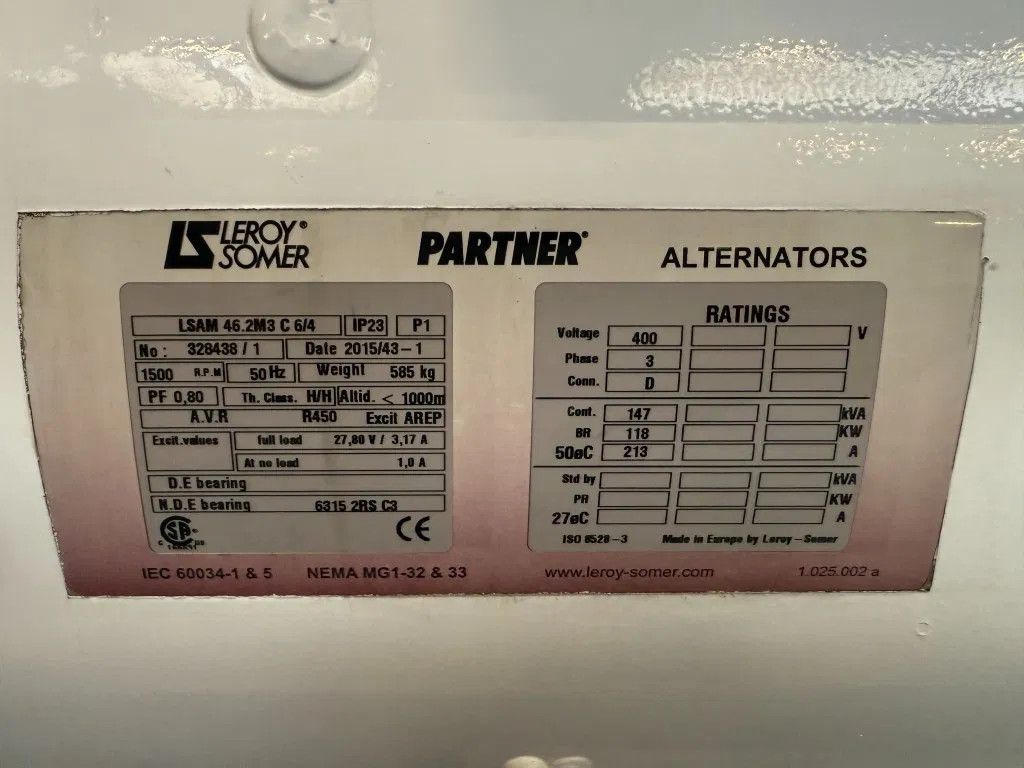 LS LEROY® SOMER PARTNER® ALTERNATORS
LSAM 46.2M3 C 6/4 IP23 P1
No : 328438 / 1 Date 2015/43-1
1500 R.P.M 50 Hz Weight 585 kg
PF 0,80 Th. Class. H/H Altid. < 1000m
A.V.R R450 Excit AREP
Excit.values full load 27,80 V / 3,17 A
At no load 1,0 A
D.E bearing
N.D.E bearing 6315 2RS C3
SA
C US
CE
RATINGS
Voltage 400 V
Phase 3
Conn. D
Cont. 147 kVA
BR 118 KW
50øC 213 A
Std by kVA
PR KW
27øC A
ISO 8528-3 Made in Europe by Leroy-Somer
IEC 60034-1 & 5 NEMA MG1-32 & 33 www.leroy-somer.com 1.025.002 a